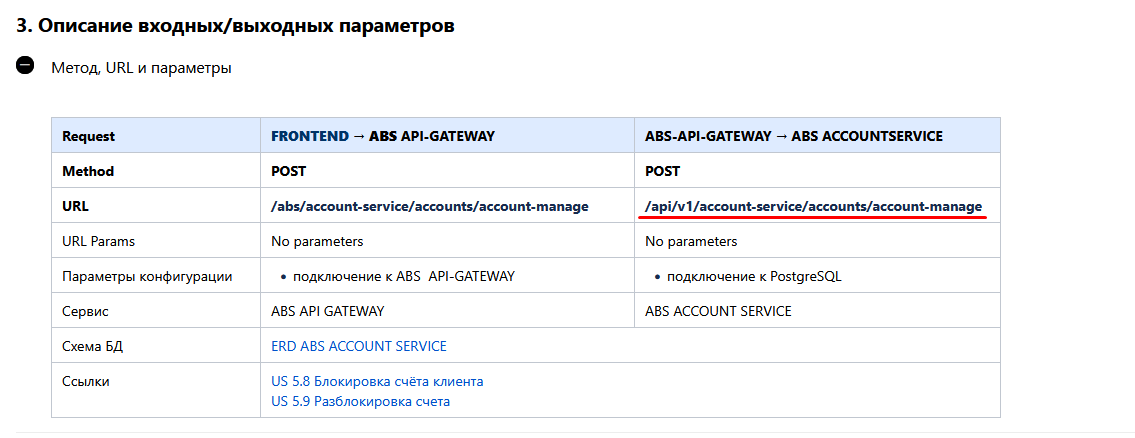 3. Описание входных/выходных параметров
Метод, URL и параметры
Request FRONTEND → ABS API-GATEWAY ABS-API-GATEWAY → ABS ACCOUNTSERVICE
Method POST POST
URL /abs/account-service/accounts/account-manage /api/v1/account-service/accounts/account-manage
URL Params No parameters No parameters
Параметры конфигурации • подключение к ABS API-GATEWAY • подключение к PostgreSQL
Сервис ABS API GATEWAY ABS ACCOUNT SERVICE
Схема БД ERD ABS ACCOUNT SERVICE
Ссылки US 5.8 Блокировка счёта клиента
US 5.9 Разблокировка счета